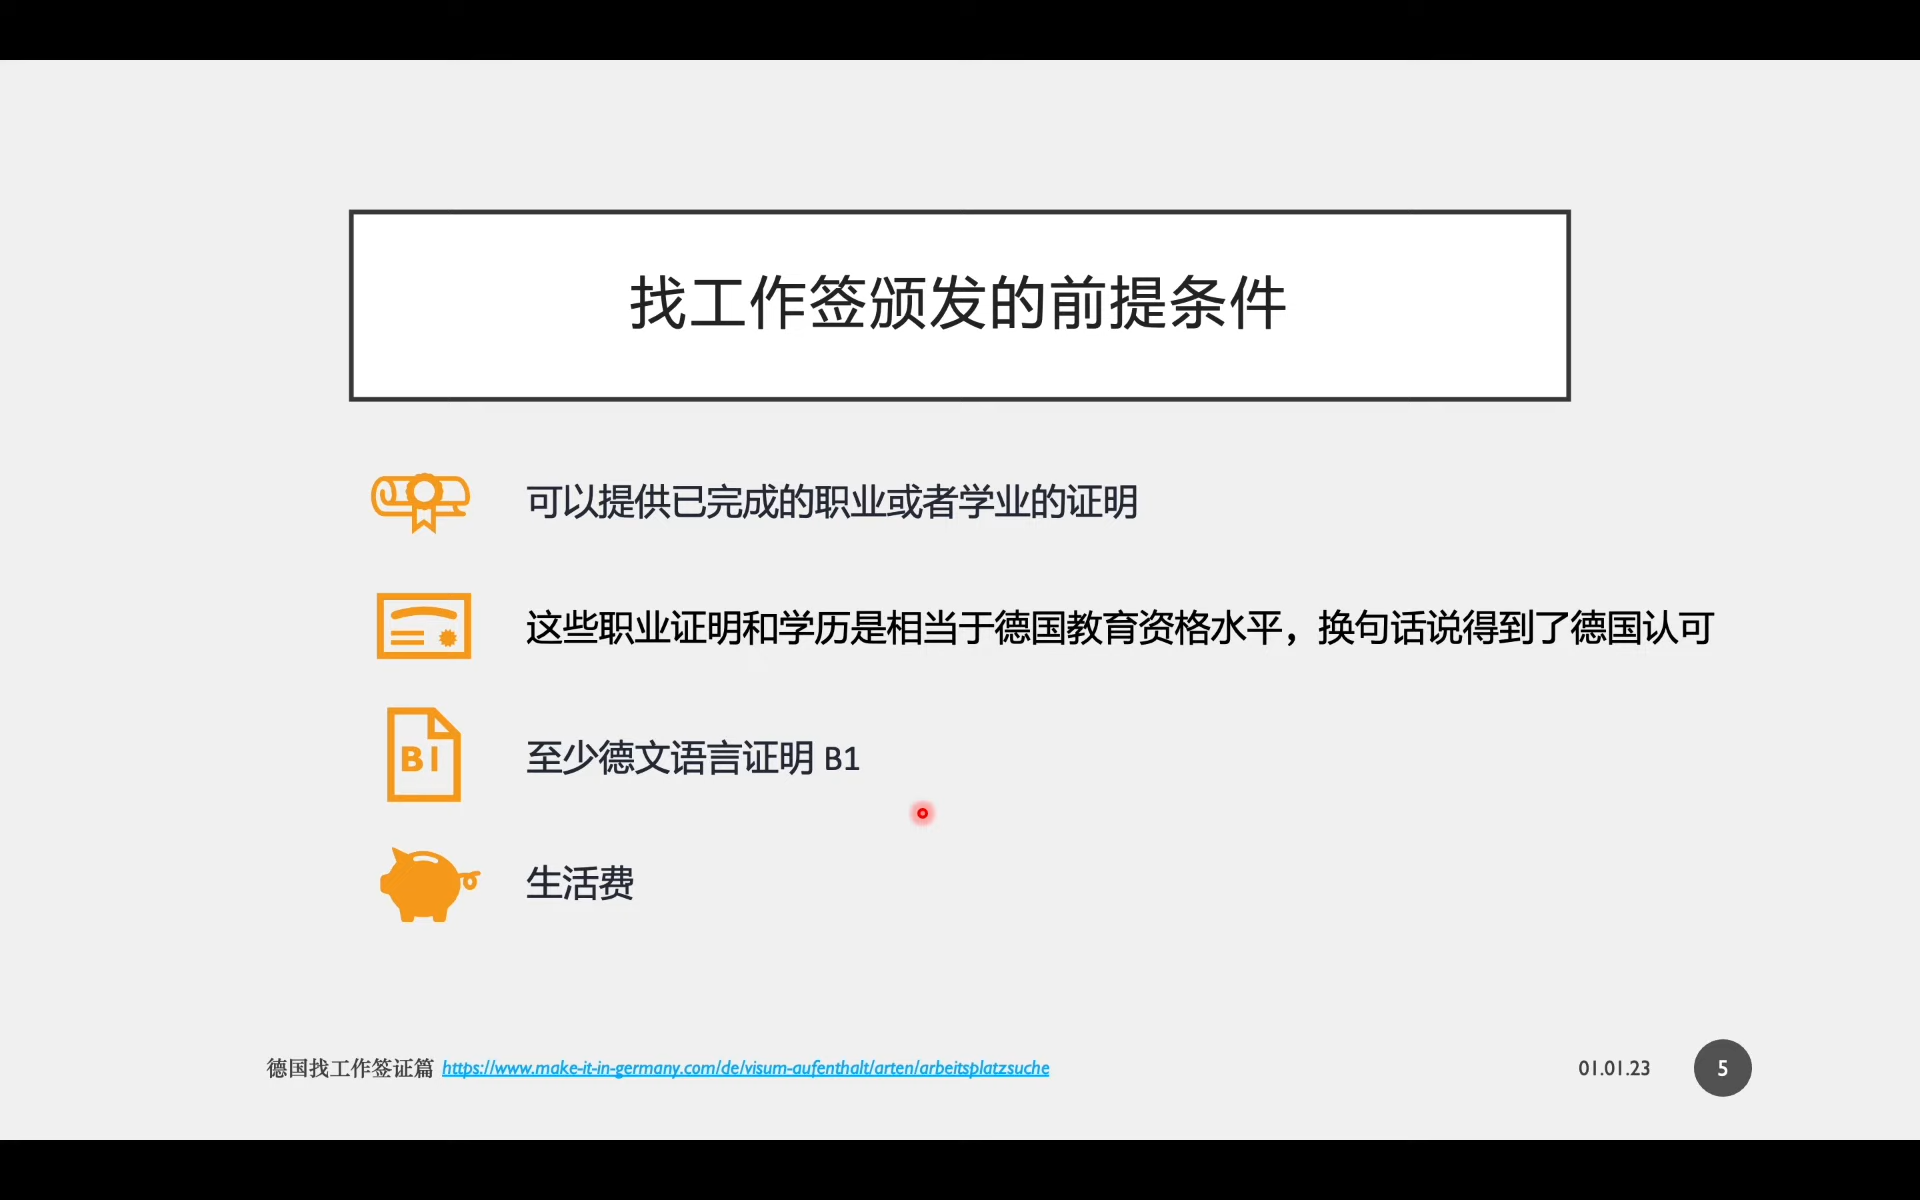 找工作签颁发的前提条件
可以提供已完成的职业或者学业的证明
这些职业证明和学历是相当于德国教育资格水平，换句话说得到了德国认可
B1
至少德文语言证明 B1
生活费
德国找工作签证篇 https://www.make-it-in-germany.com/de/visum-aufenthalt/arten/arbeitsplatzsuche
01.01.23
5